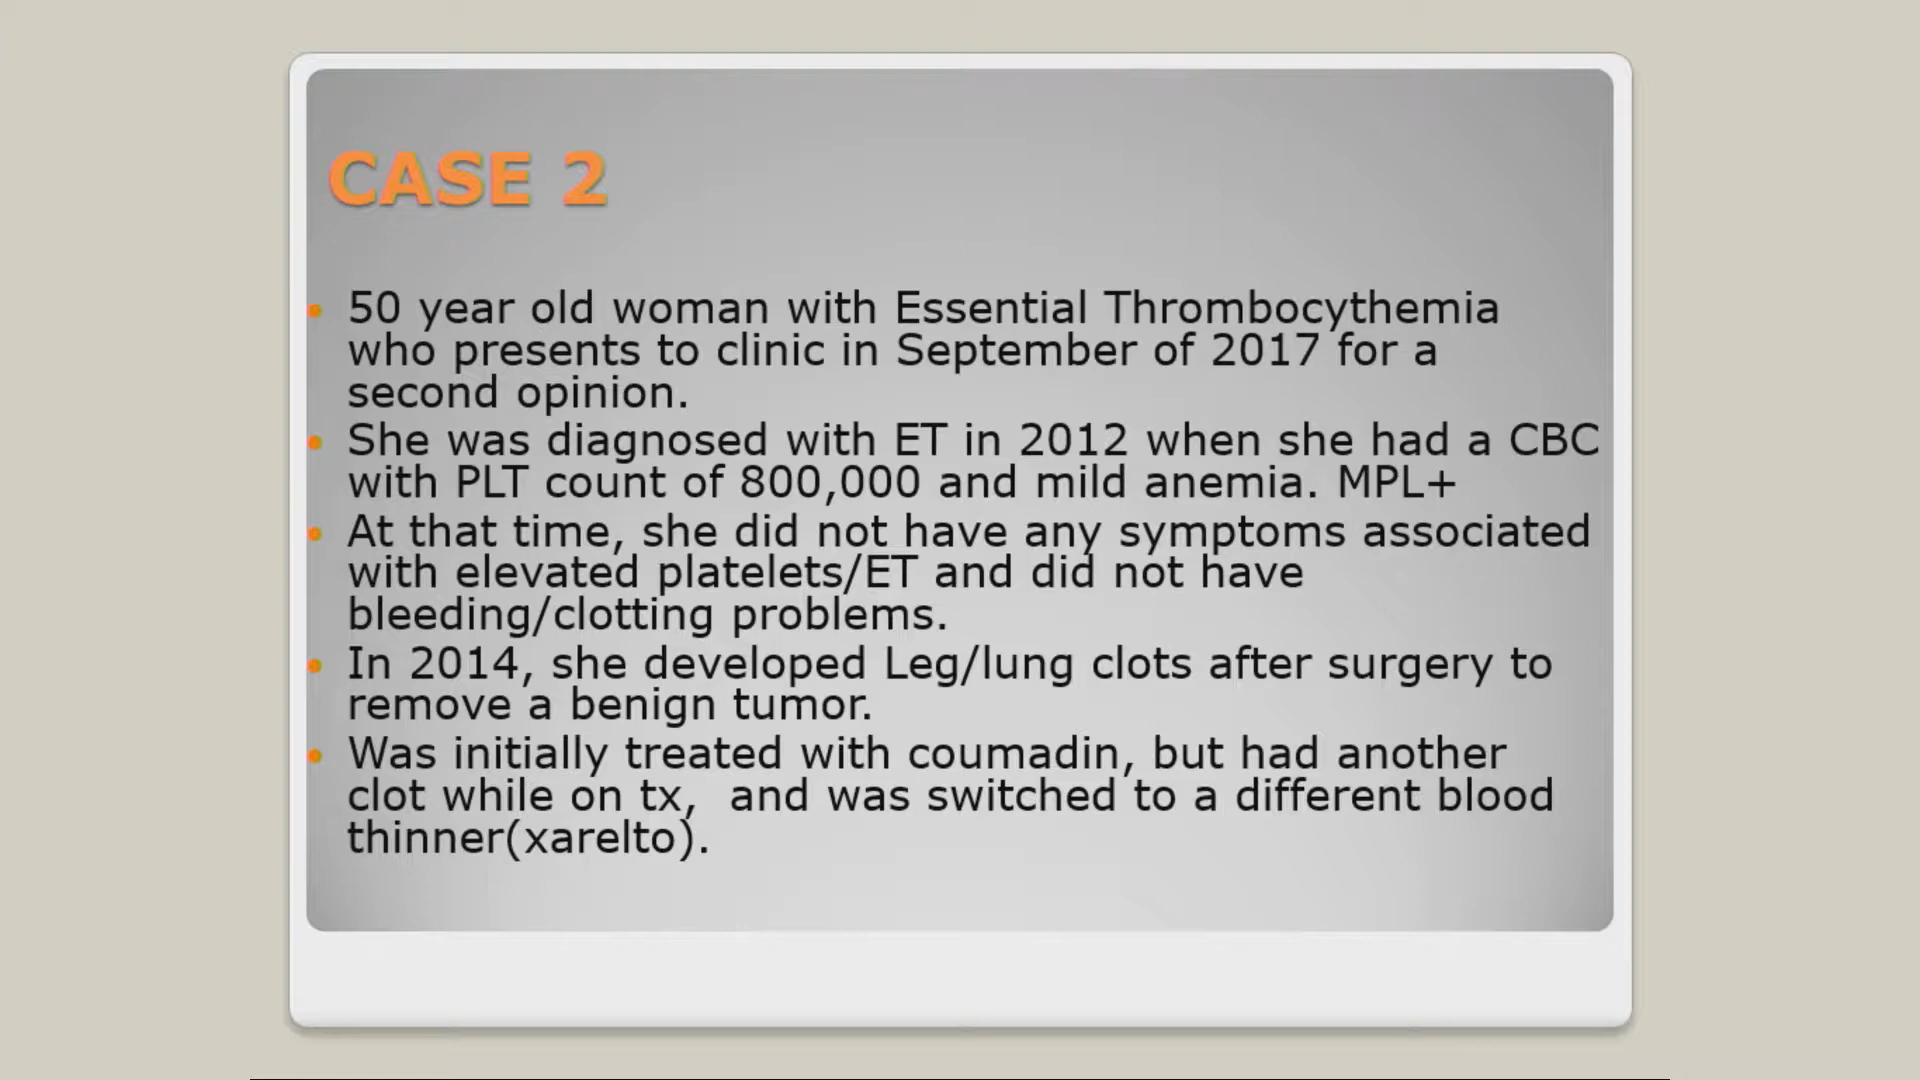 CASE 2
• 50 year old woman with Essential Thrombocythemia
who presents to clinic in September of 2017 for a
second opinion.
• She was diagnosed with ET in 2012 when she had a CBC
with PLT count of 800,000 and mild anemia. MPL+
• At that time, she did not have any symptoms associated
with elevated platelets/ET and did not have
bleeding/clotting problems.
• In 2014, she developed Leg/lung clots after surgery to
remove a benign tumor.
• Was initially treated with coumadin, but had another
clot while on tx,  and was switched to a different blood
thinner(xarelto).